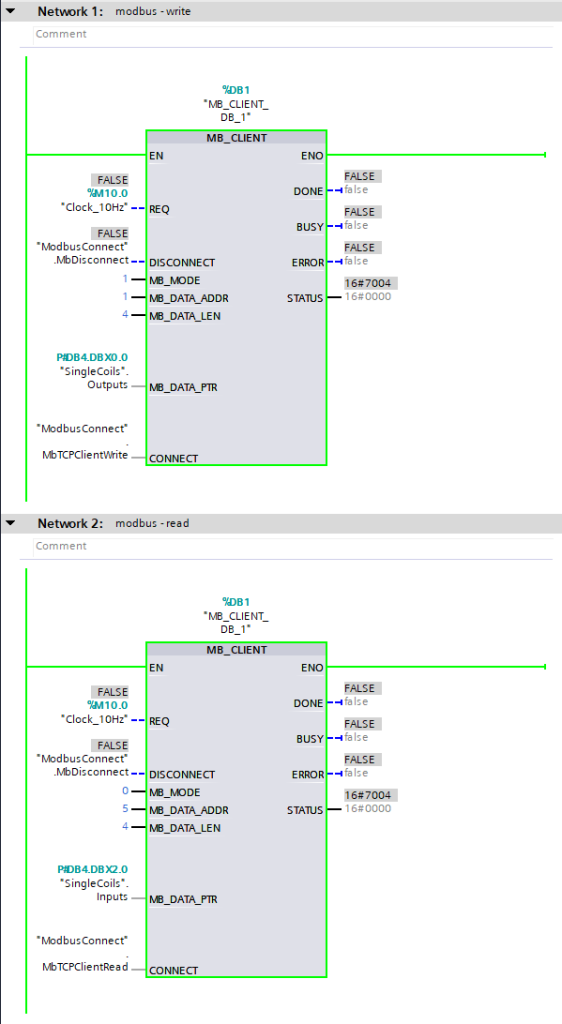 Network 1: modbus - write
Comment
%DB1
"MB_CLIENT_
DB_1"
MB_CLIENT
EN ENO
FALSE
%M10.0
"Clock_10Hz" REQ
FALSE
DONE false
FALSE
BUSY false
FALSE
"ModbusConnect"
.MbDisconnect DISCONNECT
FALSE
ERROR false
1 MB_MODE
16#7004
1 MB_DATA_ADDR STATUS 16#0000
4 MB_DATA_LEN
P#DB4.DBX0.0
"SingleCoils".
Outputs MB_DATA_PTR
"ModbusConnect"
.
MbTCPClientWrite CONNECT
Network 2: modbus - read
Comment
%DB1
"MB_CLIENT_
DB_1"
MB_CLIENT
EN ENO
FALSE
%M10.0
"Clock_10Hz" REQ
FALSE
DONE false
FALSE
BUSY false
FALSE
"ModbusConnect"
.MbDisconnect DISCONNECT
FALSE
ERROR false
0 MB_MODE
16#7004
5 MB_DATA_ADDR STATUS 16#0000
4 MB_DATA_LEN
P#DB4.DBX2.0
"SingleCoils".
Inputs MB_DATA_PTR
"ModbusConnect"
.
MbTCPClientRead CONNECT